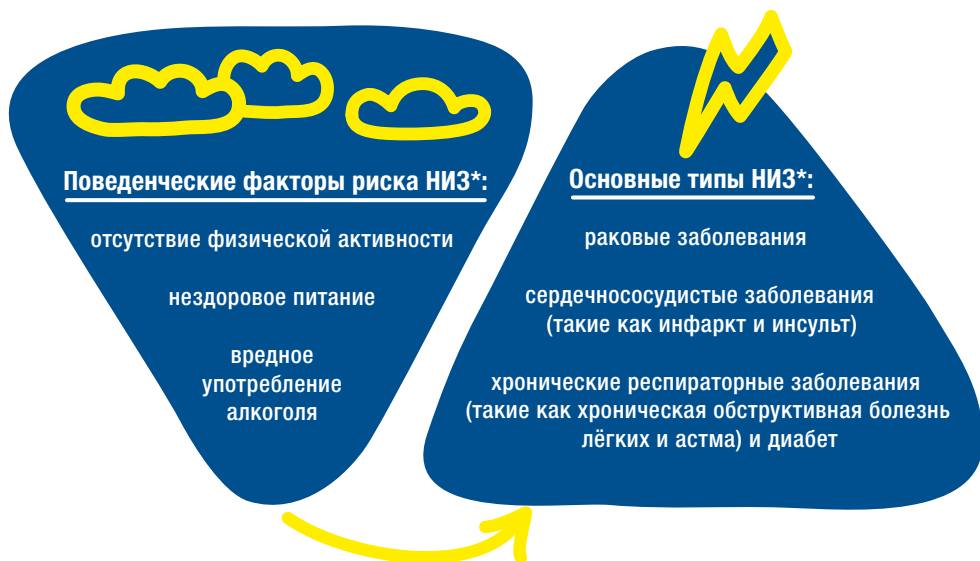 Поведенческие факторы риска НИЗ*:
отсутствие физической активности
нездоровое питание
вредное
употребление
алкоголя
Основные типы НИЗ*:
раковые заболевания
сердечнососудистые заболевания
(такие как инфаркт и инсульт)
хронические респираторные заболевания
(такие как хроническая обструктивная болезнь
лёгких и астма) и диабет